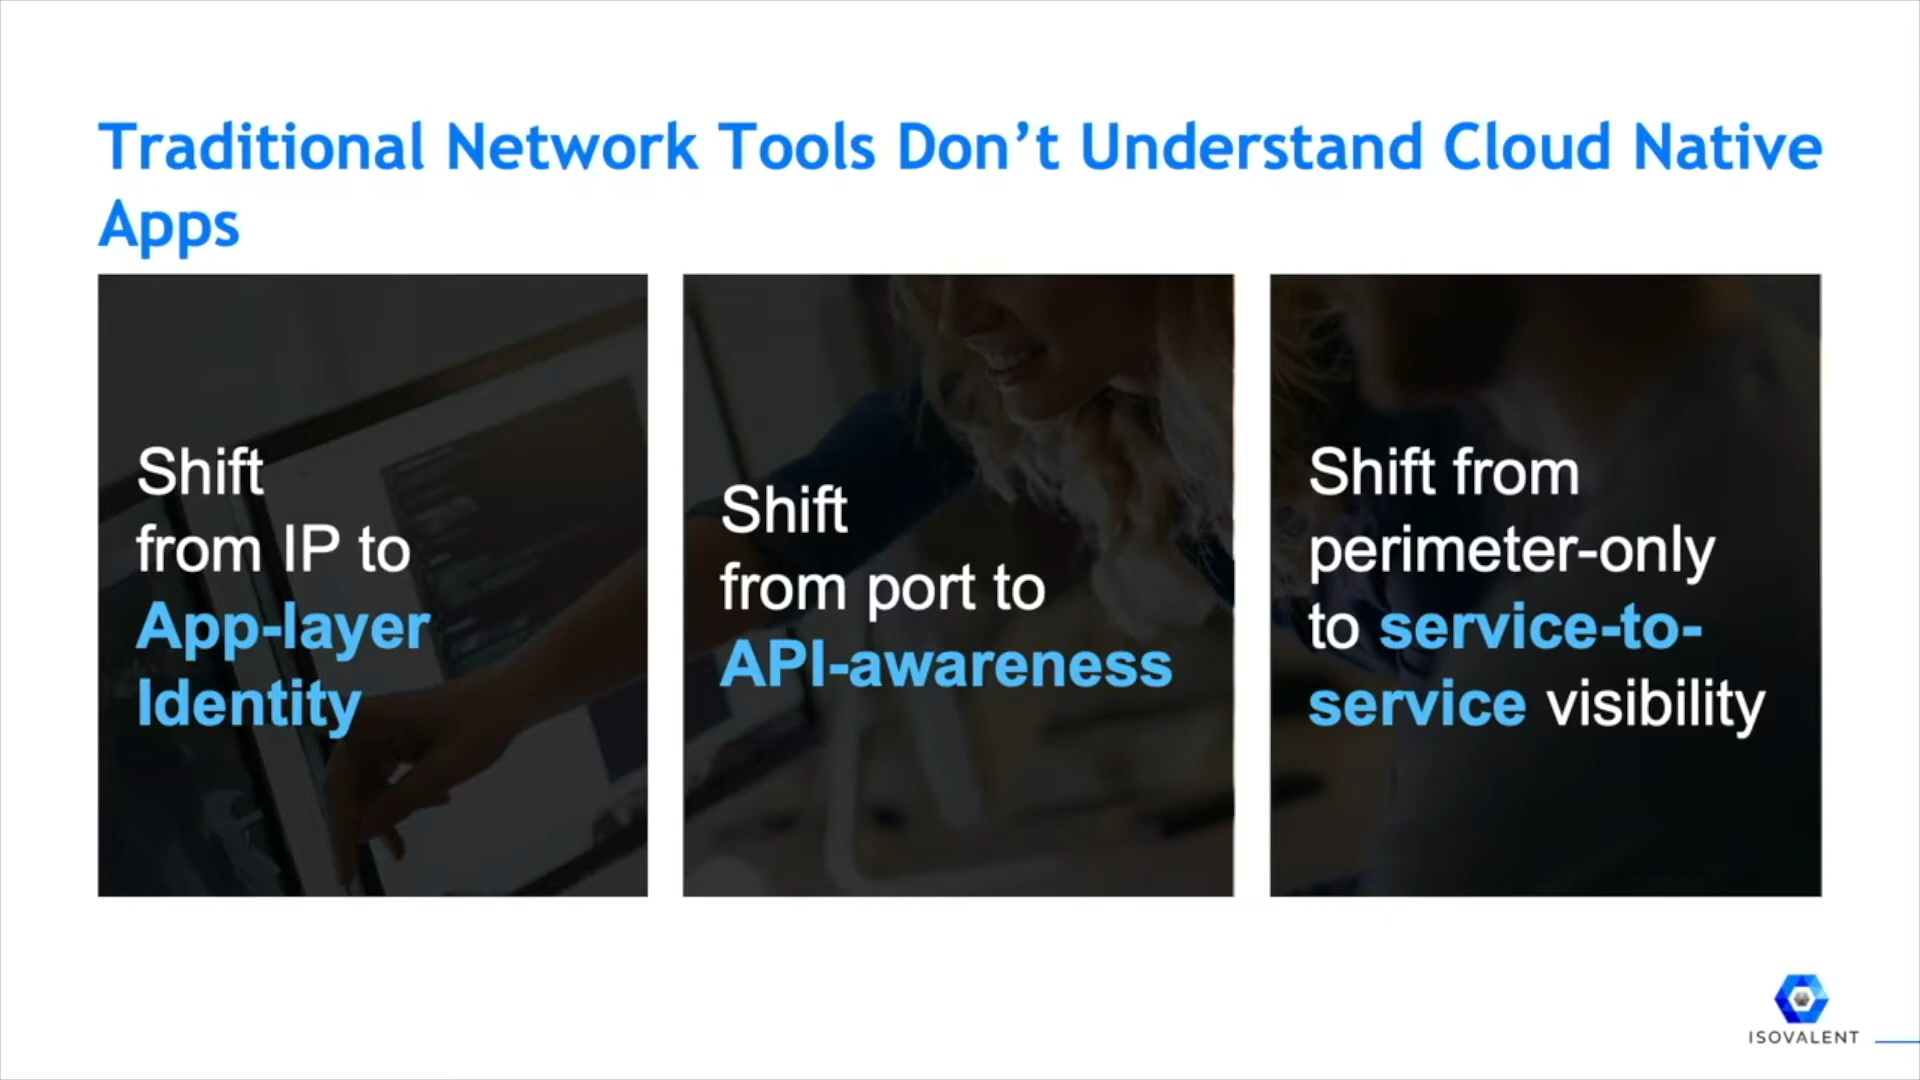 Traditional Network Tools Don’t Understand Cloud Native
Apps
Shift
from IP to
App-layer
Identity
Shift
from port to
API-awareness
Shift from
perimeter-only
to service-to-
service visibility
ISOVALENT